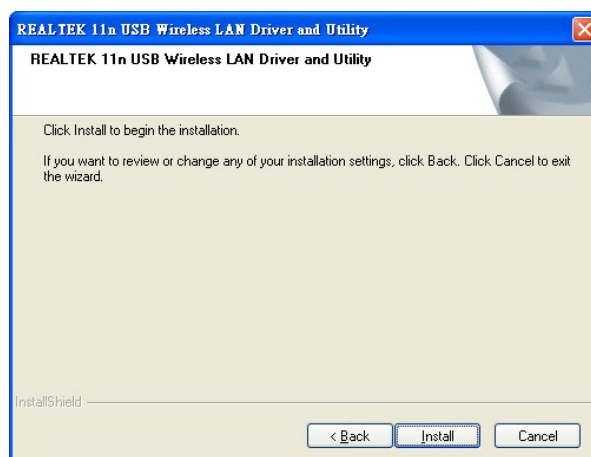 REALTEK 11n USB Wireless LAN Driver and Utility
REALTEK 11n USB Wireless LAN Driver and Utility
Click Install to begin the installation.
If you want to review or change any of your installation settings, click Back. Click Cancel to exit
the wizard.
InstallShield
< Back
Install
Cancel